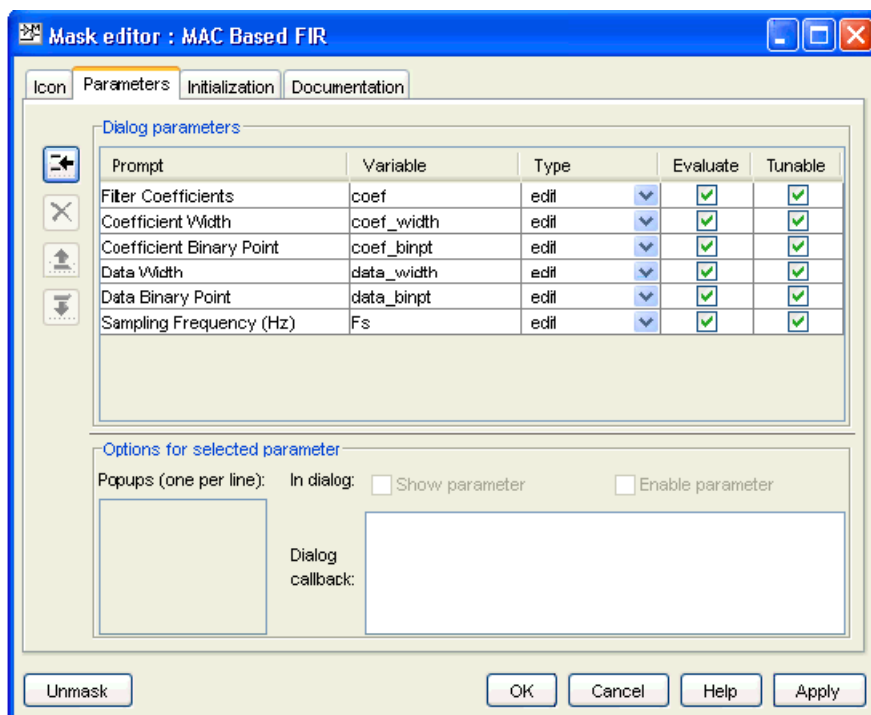 Mask editor : MAC Based FIR
Icon Parameters Initialization Documentation
Dialog parameters
Prompt Variable Type Evaluate Tunable
Filter Coefficients coef edit
Coefficient Width coef_width edit
Coefficient Binary Point coef_binpt edit
Data Width data_width edit
Data Binary Point data_binpt edit
Sampling Frequency (Hz) Fs edit
Options for selected parameter
Popups (one per line): In dialog: Show parameter Enable parameter
Dialog
callback:
Unmask OK Cancel Help Apply